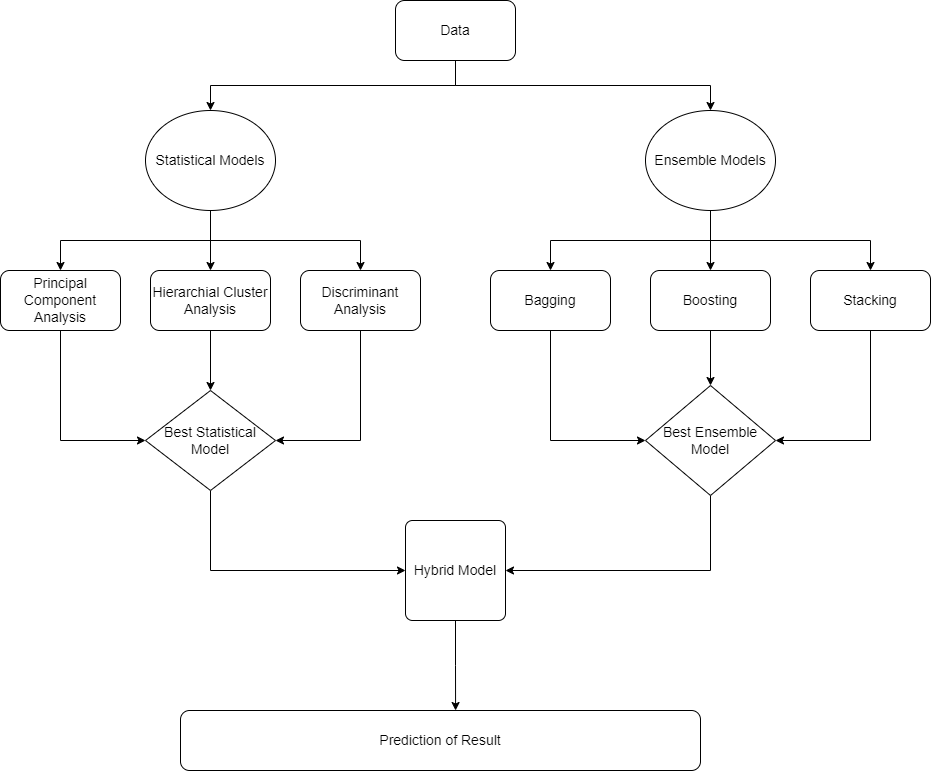 Data
Statistical Models
Ensemble Models
Principal
Component
Analysis
Hierarchial Cluster
Analysis
Discriminant
Analysis
Bagging
Boosting
Stacking
Best Statistical
Model
Best Ensemble
Model
Hybrid Model
Prediction of Result